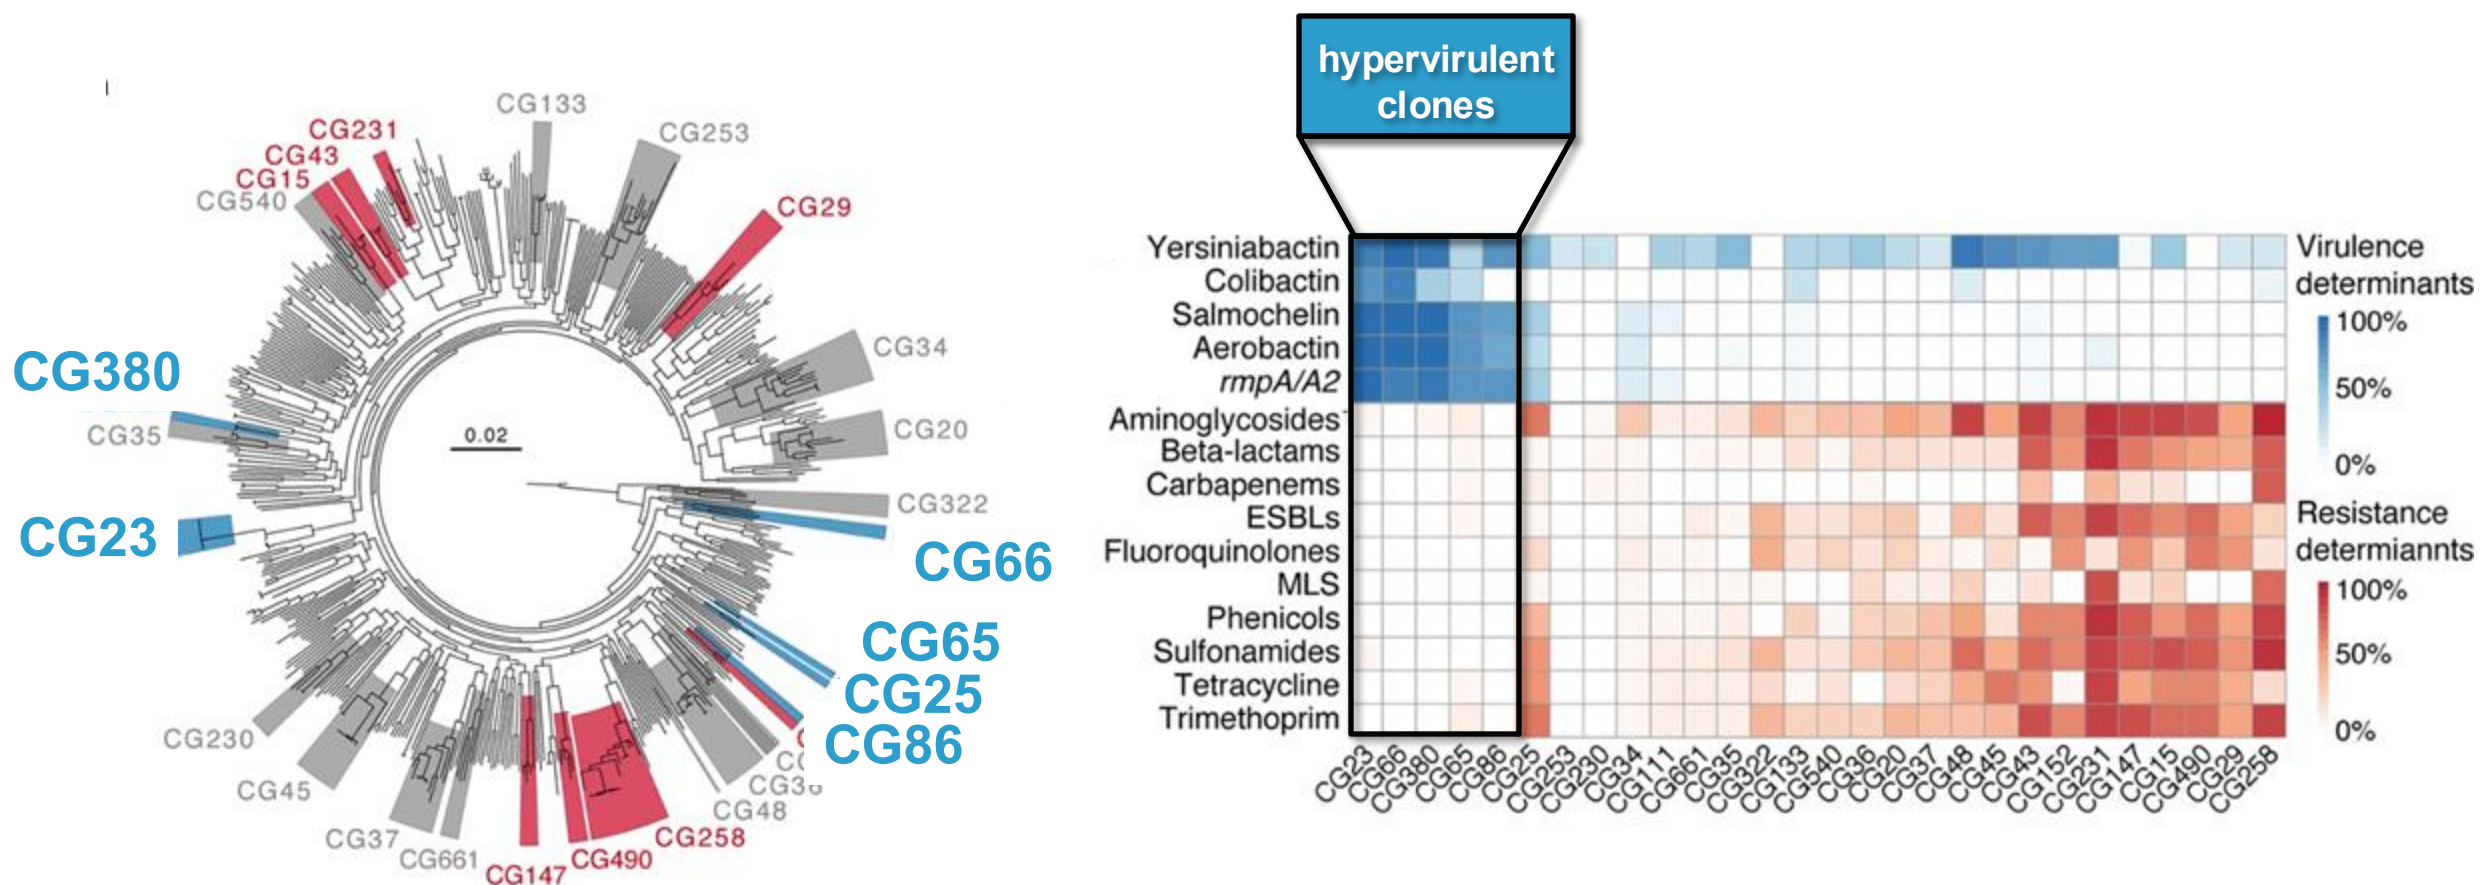 hypervirulent
clones
CG133
CG253
CG231
CG43
CG15
CG540
CG29
CG34
CG380
CG35
0.02
CG20
CG322
CG23
CG66
CG65
CG25
CG86
CG230
CG45
CG48
CG37
CG661
CG258
CG490
CG147
Yersiniabactin
Colibactin
Salmochelin
Aerobactin
rmpA/A2
Aminoglycosides
Beta-lactams
Carbapenems
ESBLs
Fluoroquinolones
MLS
Phenicols
Sulfonamides
Tetracycline
Trimethoprim
Virulence
determinants
100%
50%
0%
Resistance
determiannts
100%
50%
0%
CG23
CG66
CG380
CG65
CG86
CG25
CG253
CG230
CG34
CG111
CG661
CG35
CG322
CG133
CG540
CG36
CG20
CG37
CG48
CG45
CG43
CG152
CG231
CG147
CG15
CG490
CG29
CG258